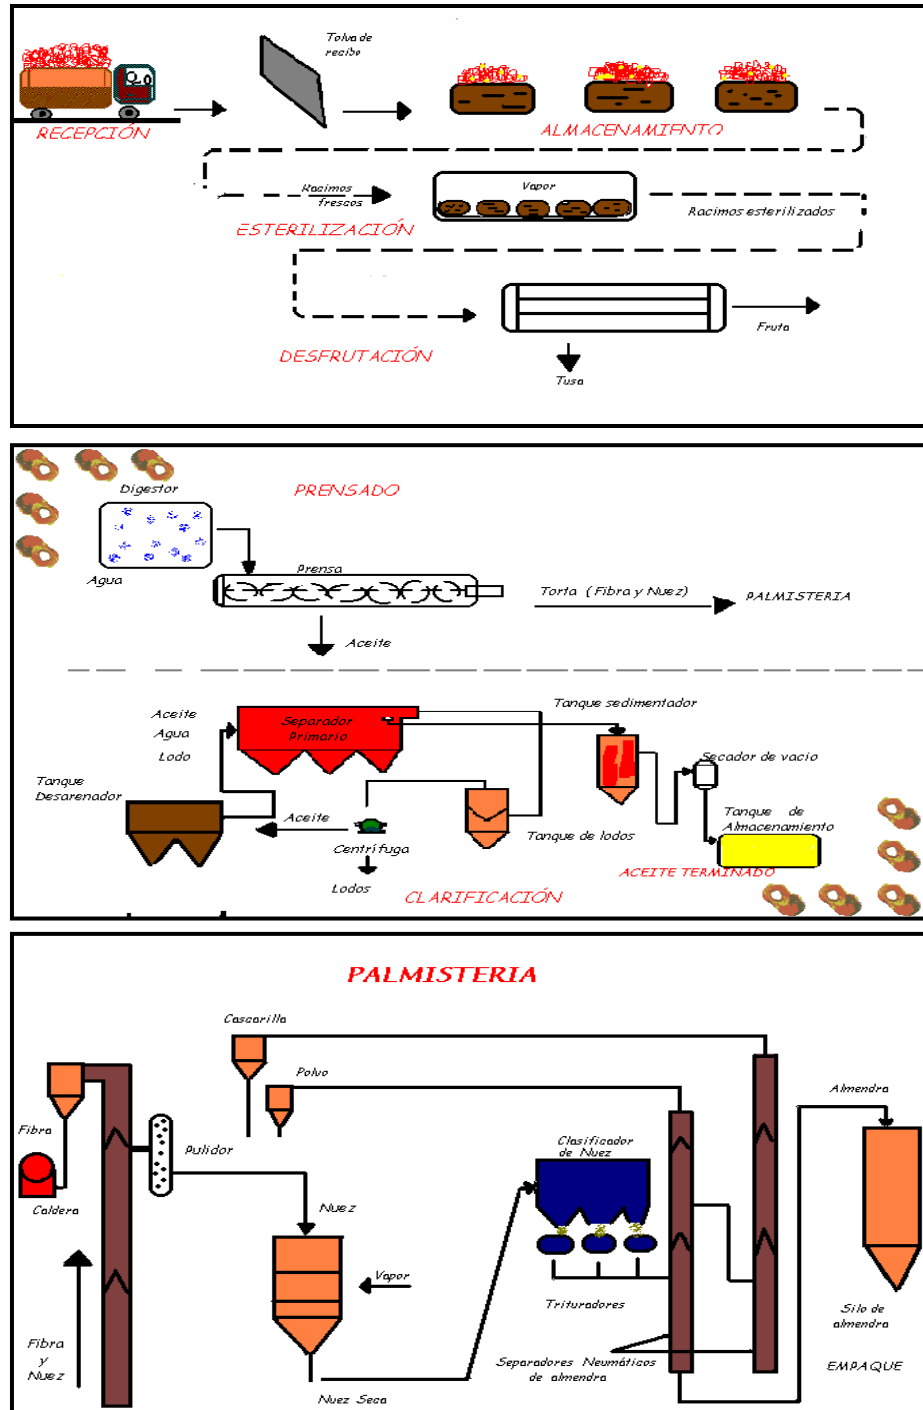 Tolva de
recibo
RECEPCIÓN
ALMACENAMIENTO
Racimos
frescos
Vapor
Racimos esterilizados
ESTERILIZACIÓN
Fruta
DESFRUTACIÓN
Tusa
Digestor
PRENSADO
Agua
Prensa
Torta (Fibra y Nuez)
PALMISTERIA
Aceite
Aceite
Agua
Lodo
Separador
Primario
Tanque sedimentador
Secador de vacio
Tanque
Desarenador
Aceite
Centrífuga
Tanque de lodos
Tanque de
Almacenamiento
Lodos
ACEITE TERMINADO
CLARIFICACIÓN
PALMISTERIA
Cascarilla
Polvo
Almendra
Fibra
Pulidor
Clasificador
de Nuez
Caldera
Nuez
Vapor
Trituradores
Silo de
almendra
Fibra
y
Nuez
Separadores Neumáticos
de almendra
EMPAQUE
Nuez Seca